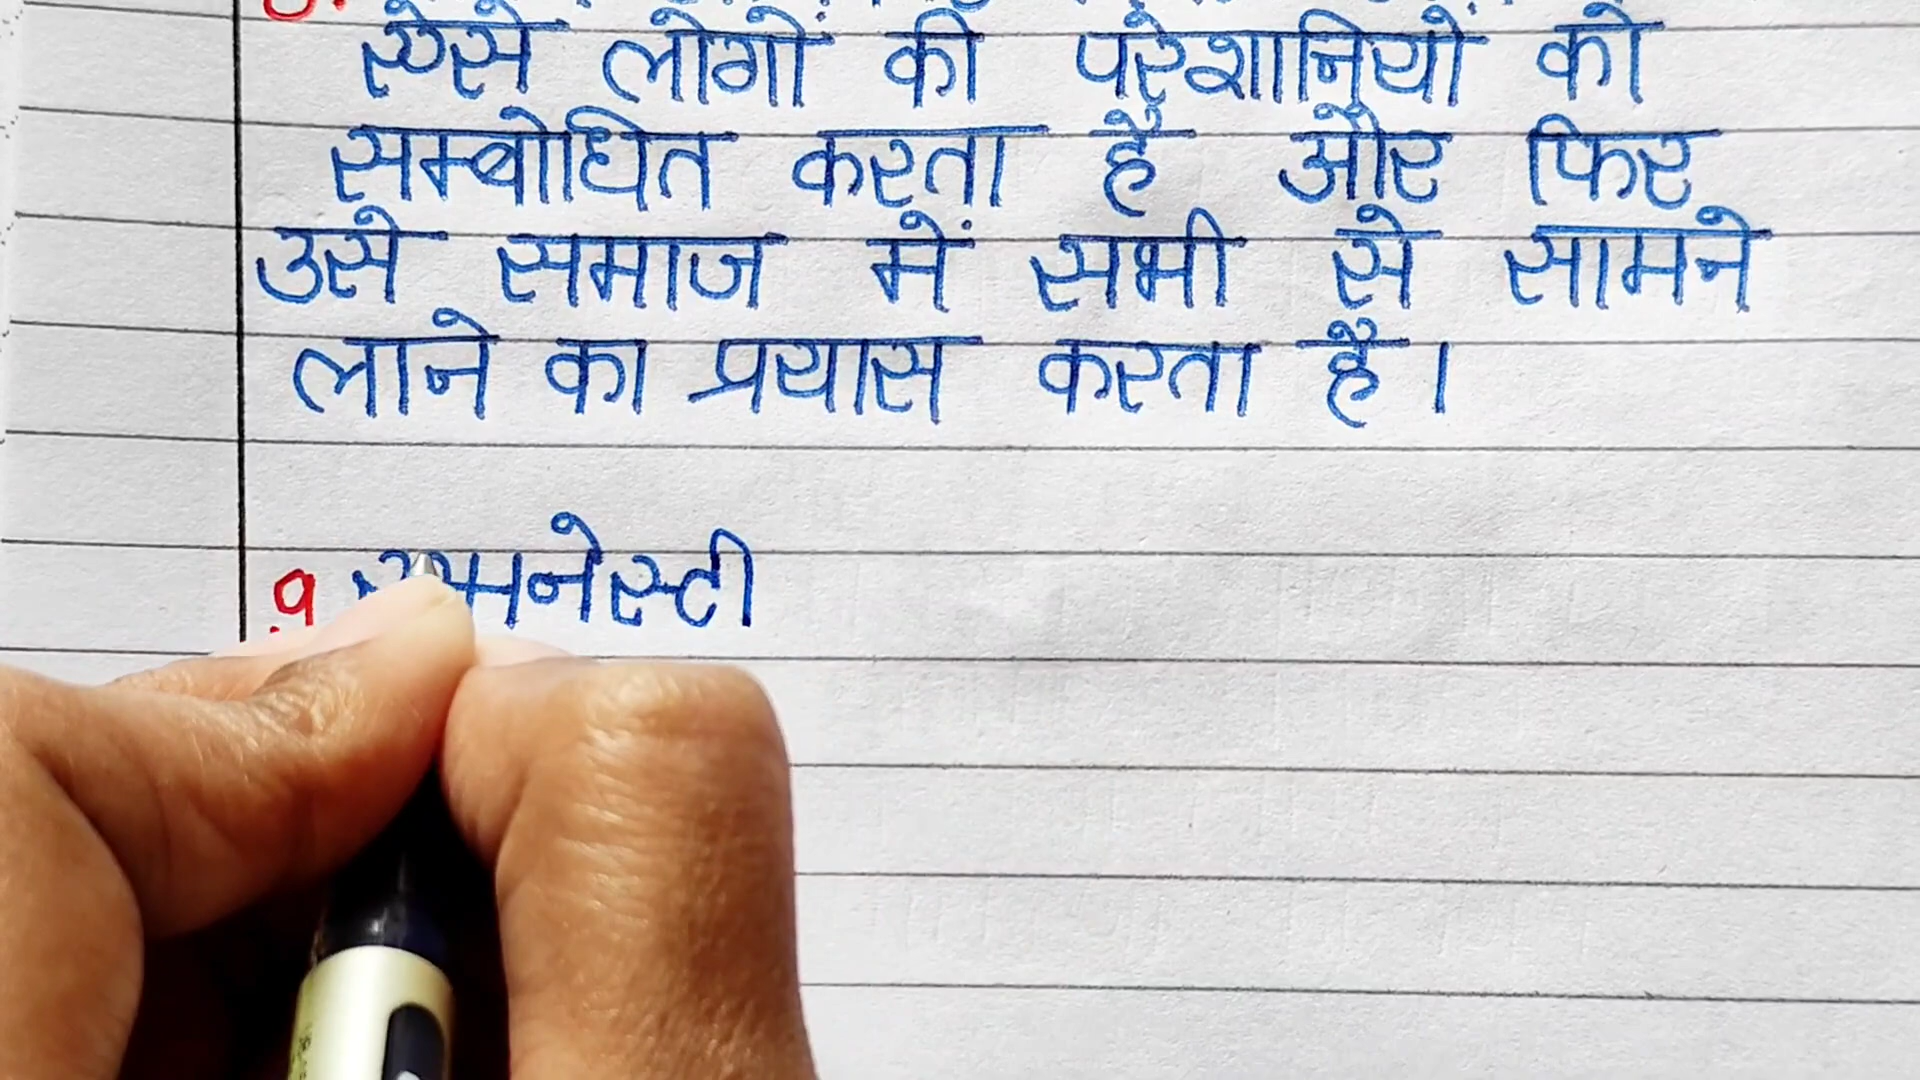 ऐसे लोगों की परेशानियों को
सम्बोधित करता है और फिर
उसे समाज में सभी से सामने
लाने का प्रयास करता है।
9. एमनेस्टी